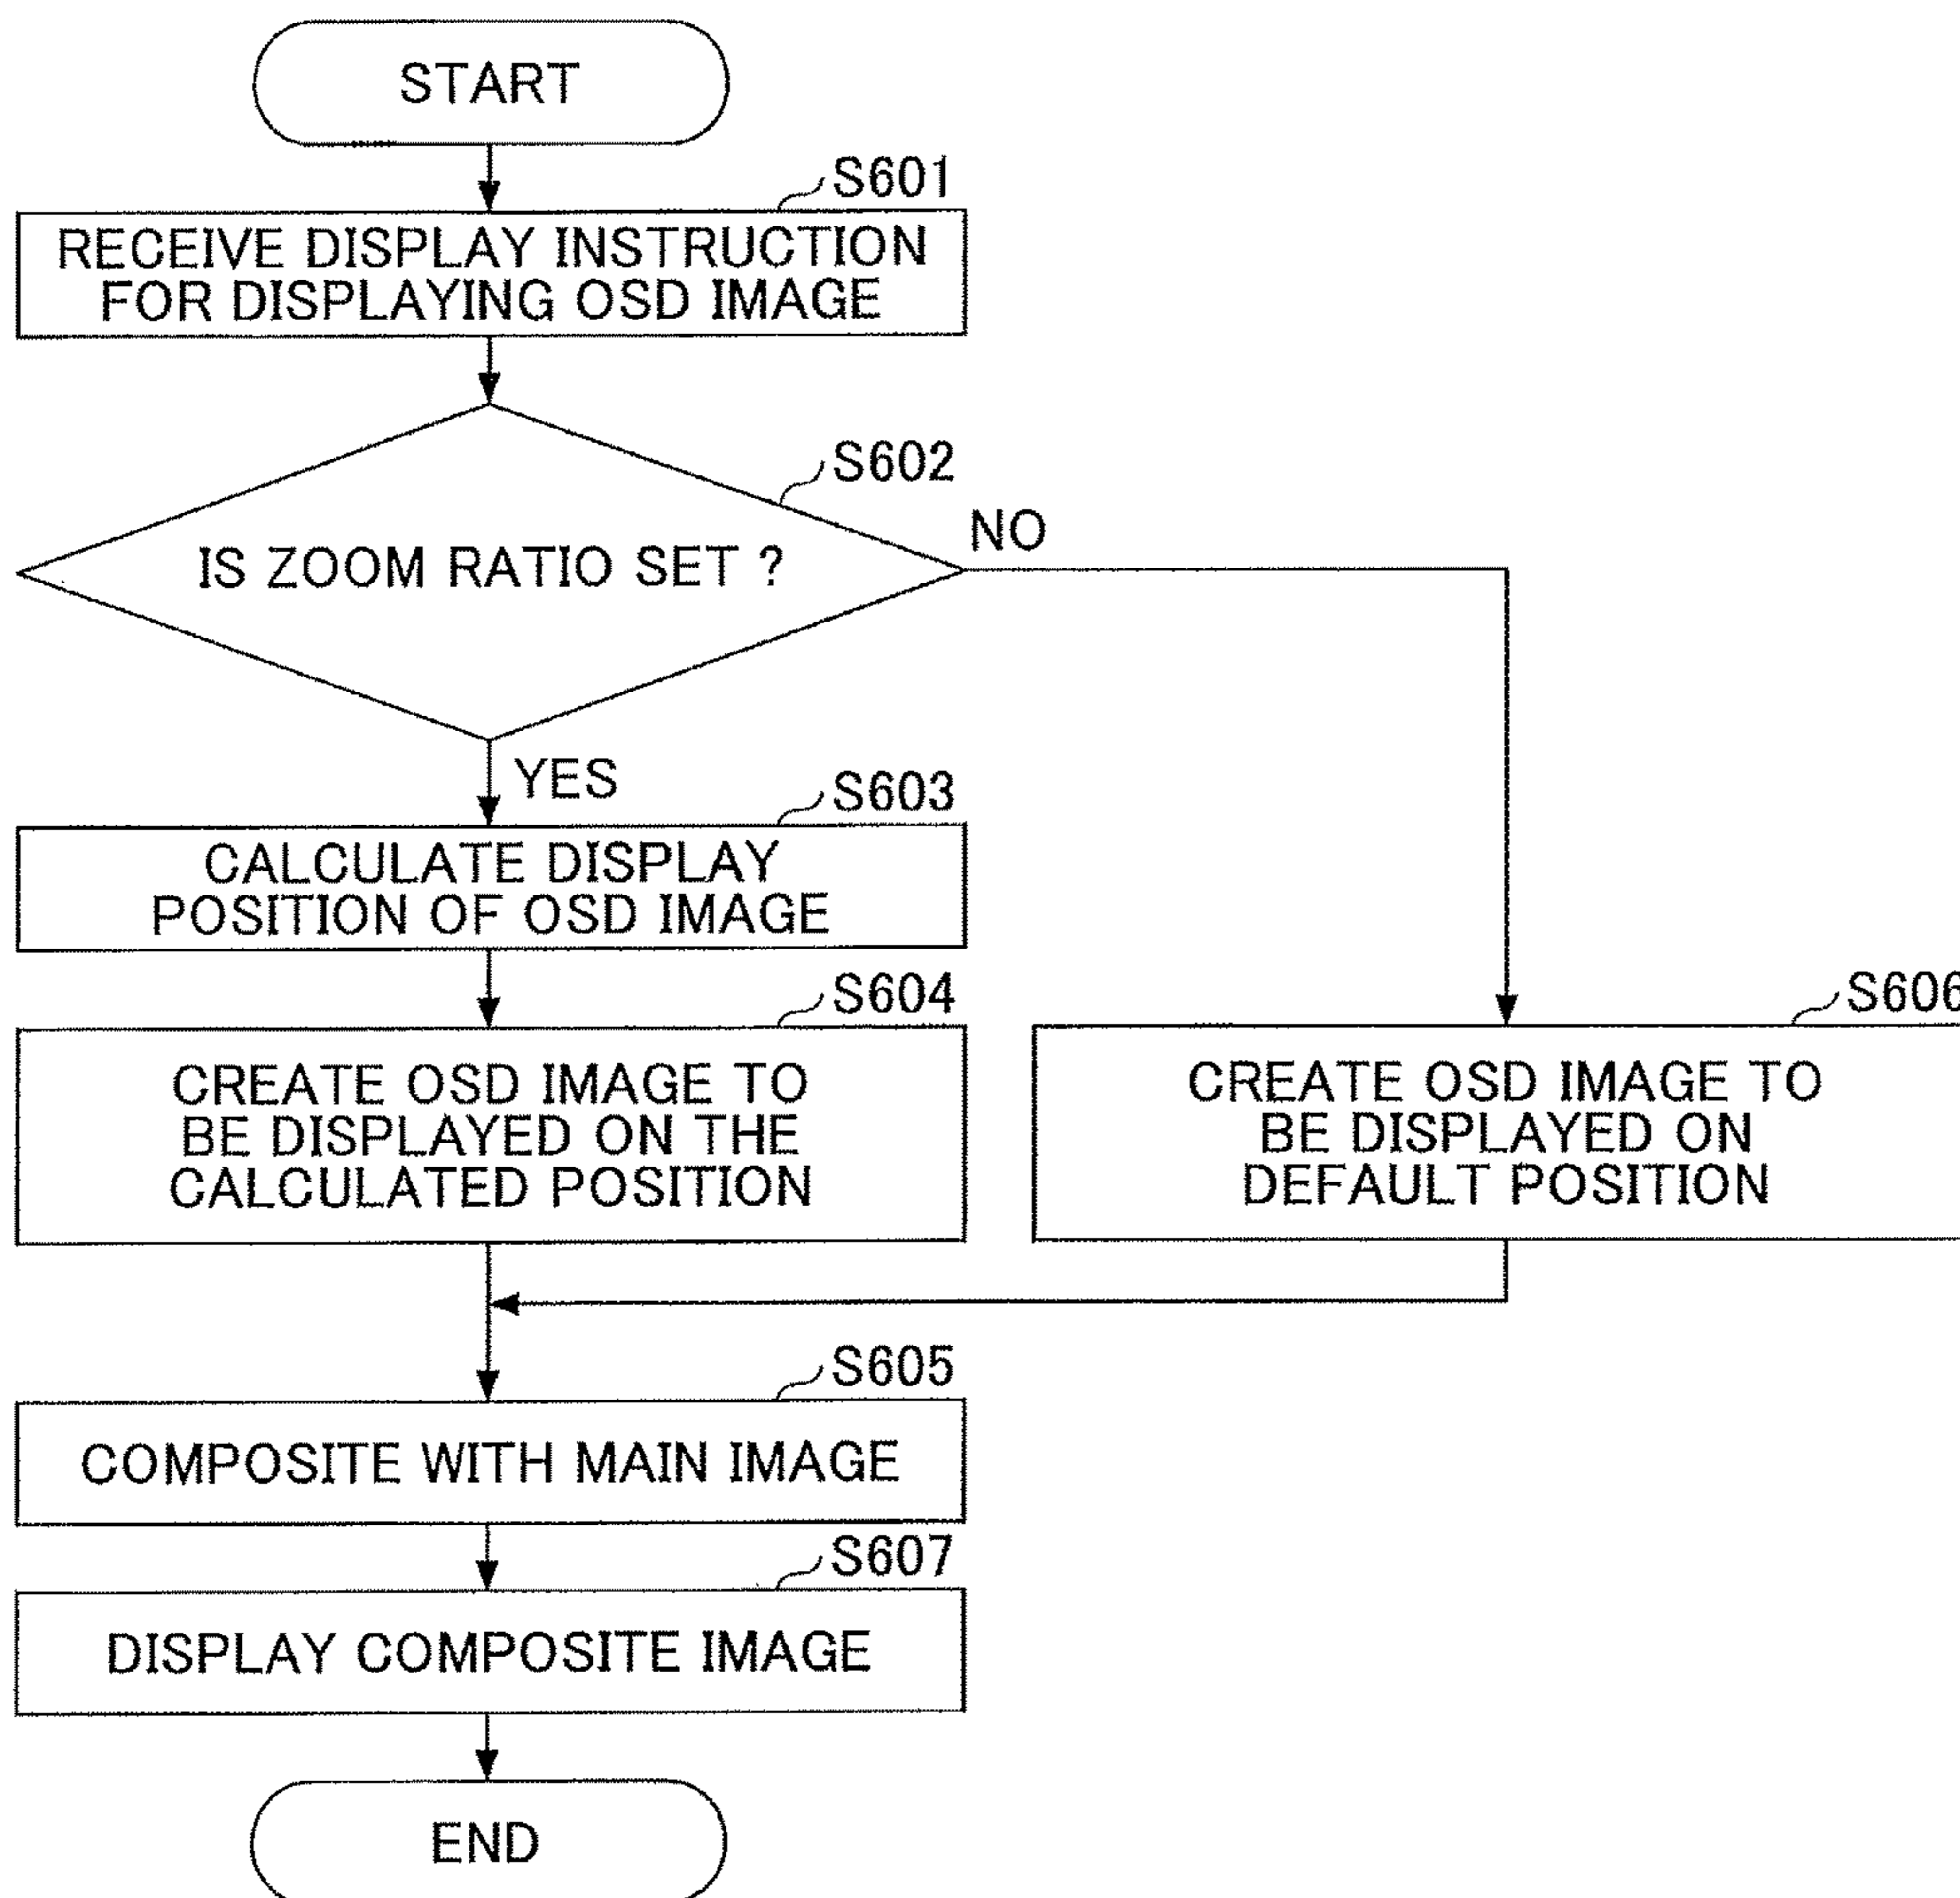 START
S601
RECEIVE DISPLAY INSTRUCTION
FOR DISPLAYING OSD IMAGE
S602
IS ZOOM RATIO SET ?
NO
YES
S603
CALCULATE DISPLAY
POSITION OF OSD IMAGE
S604
CREATE OSD IMAGE TO
BE DISPLAYED ON THE
CALCULATED POSITION
S606
CREATE OSD IMAGE TO
BE DISPLAYED ON
DEFAULT POSITION
S605
COMPOSITE WITH MAIN IMAGE
S607
DISPLAY COMPOSITE IMAGE
END